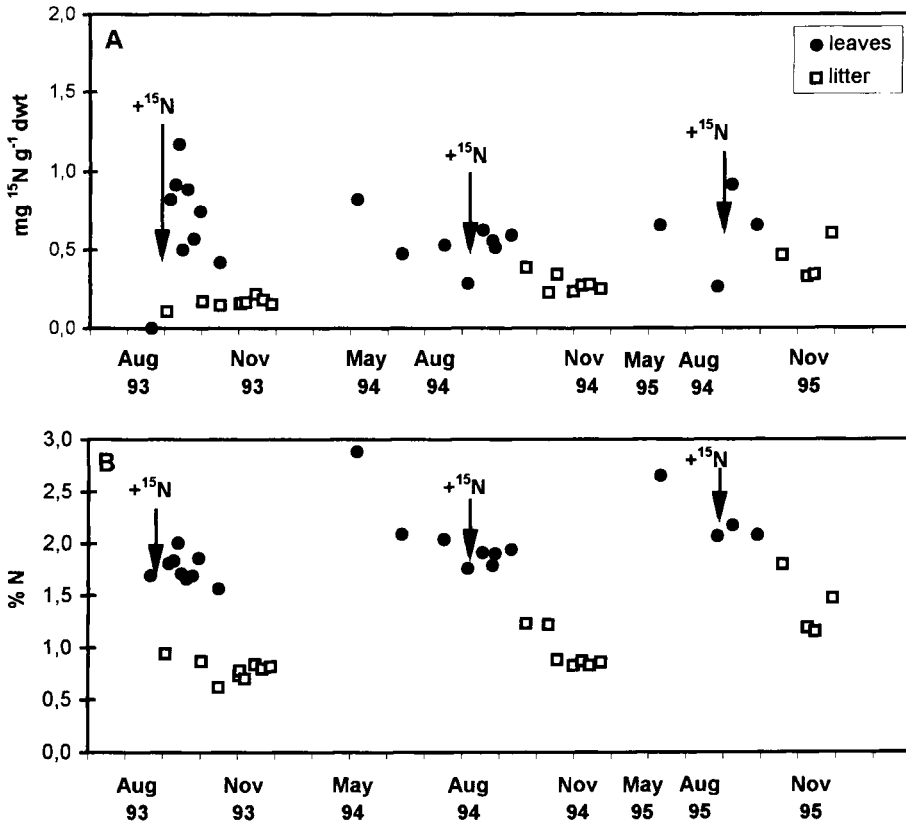 A
leaves
litter
+¹⁵N
+¹⁵N
+¹⁵N
mg ¹⁵N g⁻¹ dwt
2,0
1,5
1,0
0,5
0,0
Aug 93
Nov 93
May 94
Aug 94
Nov 94
May 95
Aug 94
Nov 95
B
+¹⁵N
+¹⁵N
+¹⁵N
% N
3,0
2,5
2,0
1,5
1,0
0,5
0,0
Aug 93
Nov 93
May 94
Aug 94
Nov 94
May 95
Aug 95
Nov 95